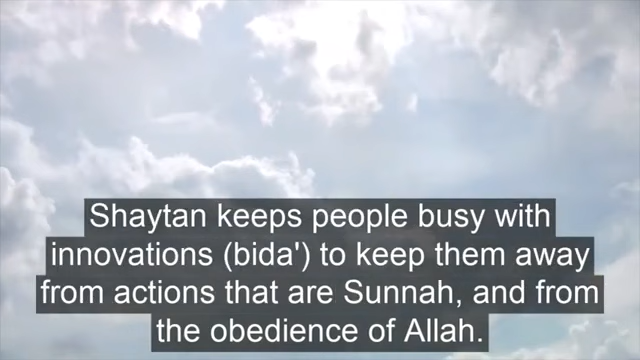 Shaytan keeps people busy with
innovations (bida') to keep them away
from actions that are Sunnah, and from
the obedience of Allah.